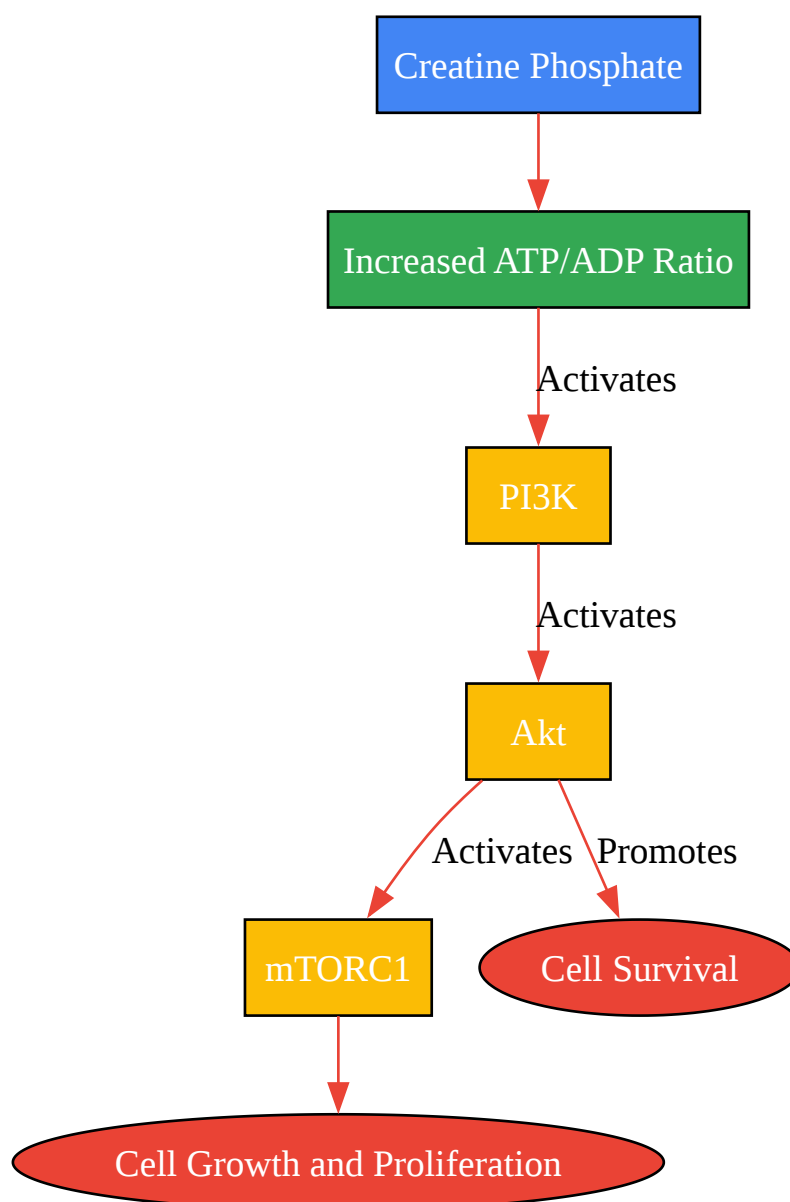 Creatine Phosphate
Increased ATP/ADP Ratio
Activates
PI3K
Activates
Akt
Activates
Promotes
mTORC1
Cell Survival
Cell Growth and Proliferation